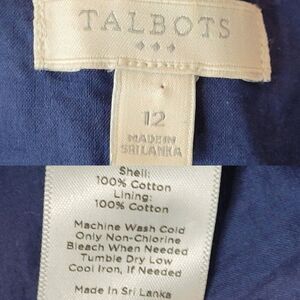 TALBOTS
12
MADE IN
SRI LANKA
Shell:
100% Cotton
Lining:
100% Cotton
Machine Wash Cold
Only Non-Chlorine
Bleach When Needed
Tumble Dry Low
Cool Iron, If Needed
Made In Sri Lanka